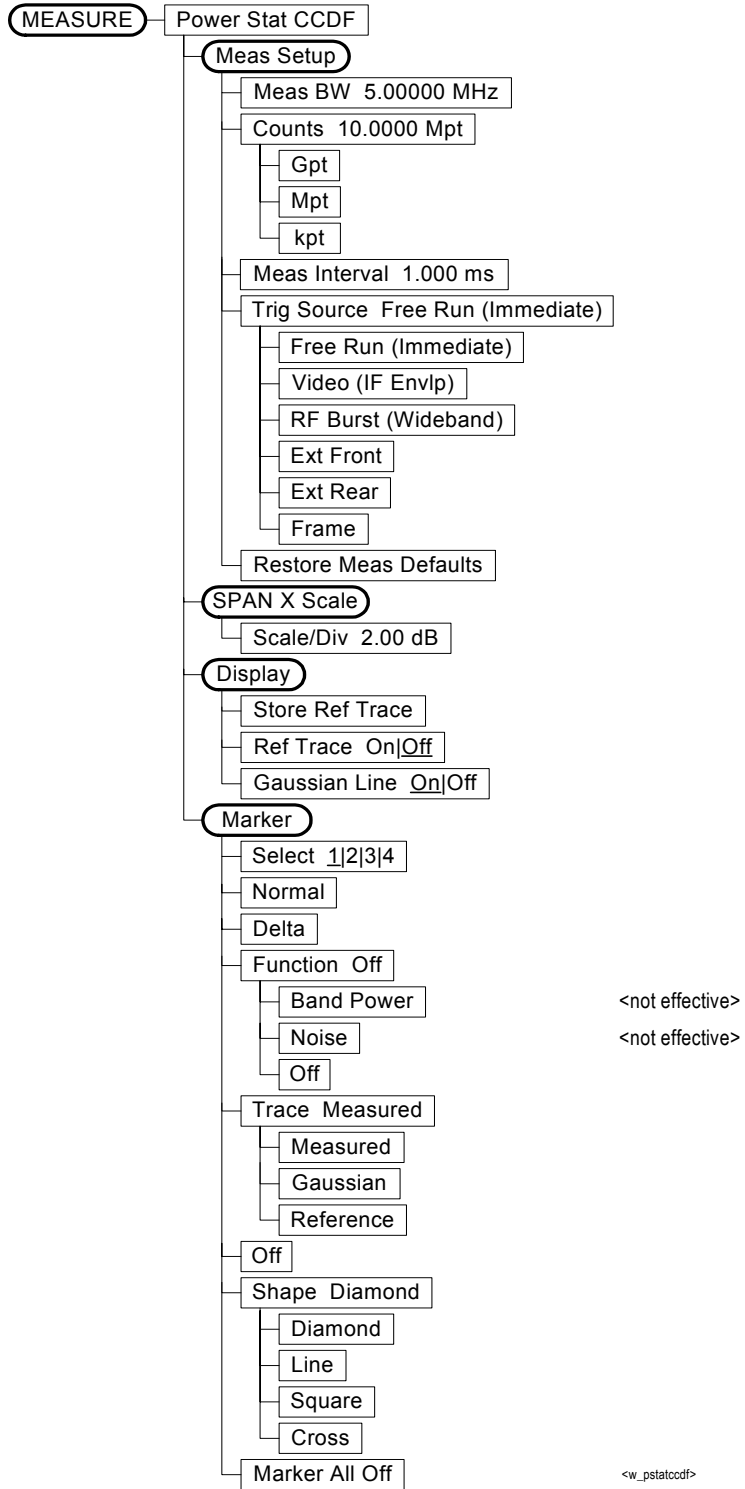 MEASURE Power Stat CCDF
Meas Setup
Meas BW 5.00000 MHz
Counts 10.0000 Mpt
Gpt
Mpt
kpt
Meas Interval 1.000 ms
Trig Source Free Run (Immediate)
Free Run (Immediate)
Video (IF Envlp)
RF Burst (Wideband)
Ext Front
Ext Rear
Frame
Restore Meas Defaults
SPAN X Scale
Scale/Div 2.00 dB
Display
Store Ref Trace
Ref Trace On|Off
Gaussian Line On|Off
Marker
Select 1|2|3|4
Normal
Delta
Function Off
Band Power <not effective>
Noise <not effective>
Off
Trace Measured
Measured
Gaussian
Reference
Off
Shape Diamond
Diamond
Line
Square
Cross
Marker All Off <w_pstatccdf>